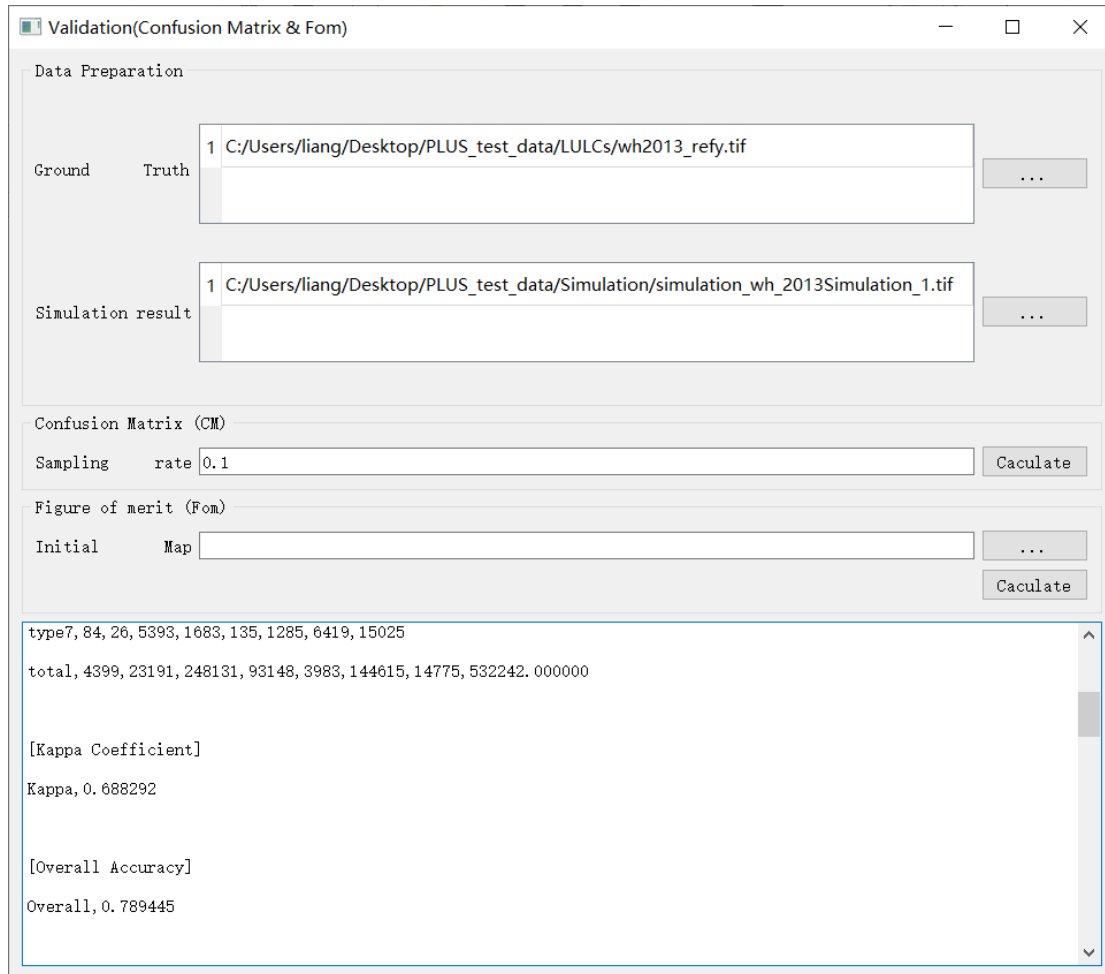 Validation(Confusion Matrix & Fom)
Data Preparation
Ground Truth
1 C:/Users/liang/Desktop/PLUS_test_data/LULCs/wh2013_refy.tif
...
Simulation result
1 C:/Users/liang/Desktop/PLUS_test_data/Simulation/simulation_wh_2013Simulation_1.tif
...
Confusion Matrix (CM)
Sampling rate 0.1 Caculate
Figure of merit (Fom)
Initial Map ...
Caculate
type7, 84, 26, 5393, 1683, 135, 1285, 6419, 15025
total, 4399, 23191, 248131, 93148, 3983, 144615, 14775, 532242.000000
[Kappa Coefficient]
Kappa, 0.688292
[Overall Accuracy]
Overall, 0.789445